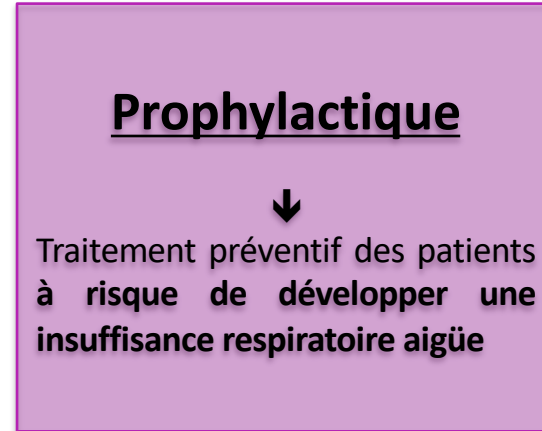 Prophylactique
🡻
Traitement préventif des patients
à risque de développer une
insuffisance respiratoire aigüe